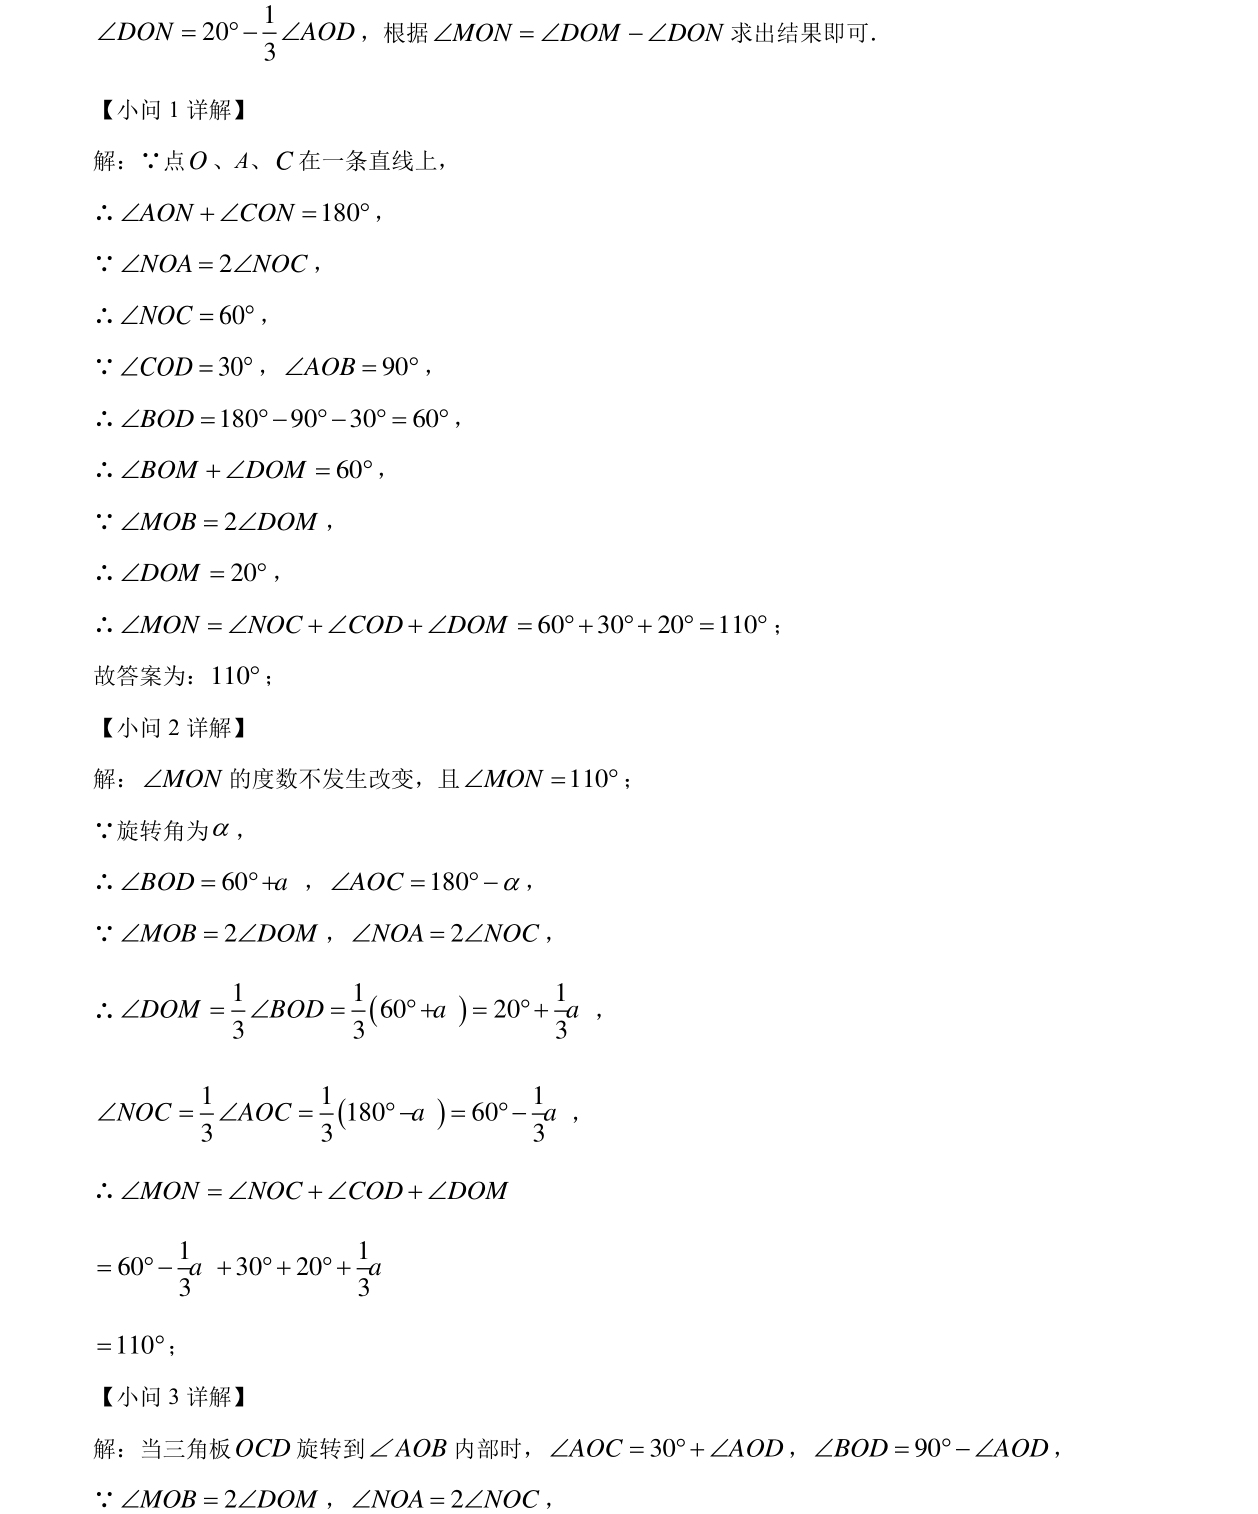 ∠DON = 20° − 1/3 ∠AOD，根据∠MON = ∠DOM − ∠DON 求出结果即可．
【小问 1 详解】
解：∵点O、A、C在一条直线上，
∴∠AON + ∠CON = 180°，
∵∠NOA = 2∠NOC，
∴∠NOC = 60°，
∵∠COD = 30°，∠AOB = 90°，
∴∠BOD = 180° − 90° − 30° = 60°，
∴∠BOM + ∠DOM = 60°，
∵∠MOB = 2∠DOM，
∴∠DOM = 20°，
∴∠MON = ∠NOC + ∠COD + ∠DOM = 60° + 30° + 20° = 110°；
故答案为：110°；
【小问 2 详解】
解：∠MON 的度数不发生改变，且∠MON = 110°；
∵旋转角为α，
∴∠BOD = 60° + a，∠AOC = 180° − α，
∵∠MOB = 2∠DOM，∠NOA = 2∠NOC，
∴∠DOM = 1/3 ∠BOD = 1/3 (60° + a) = 20° + 1/3 a，
∠NOC = 1/3 ∠AOC = 1/3 (180° − a) = 60° − 1/3 a，
∴∠MON = ∠NOC + ∠COD + ∠DOM
= 60° − 1/3 a + 30° + 20° + 1/3 a
= 110°；
【小问 3 详解】
解：当三角板OCD旋转到∠AOB内部时，∠AOC = 30° + ∠AOD，∠BOD = 90° − ∠AOD，
∵∠MOB = 2∠DOM，∠NOA = 2∠NOC，